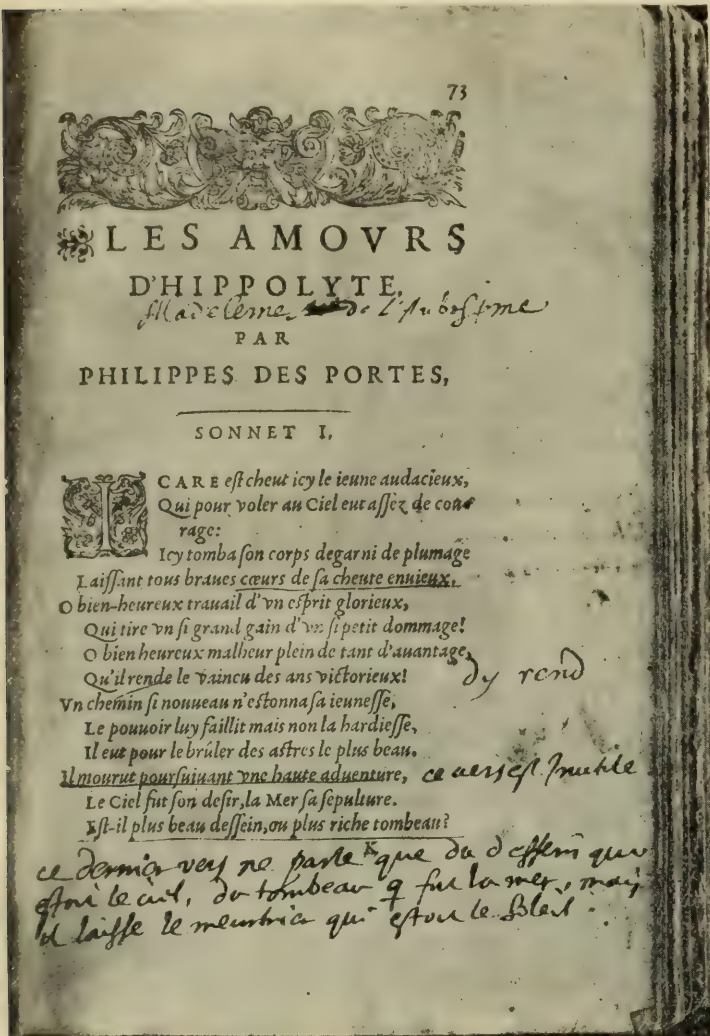 73
LES AMOVRS
D'HIPPOLYTE,
Madeleine de l'Aubespine
PAR
PHILIPPES DES PORTES,
SONNET I.
ICARE est cheut icy le ieune audacieux,
Qui pour voler au Ciel eut assez de cou-
rage:
Icy tomba son corps degarni de plumage
Laissant tous braues cœurs de sa cheute enuieux.
O bien-heureux trauail d'vn esprit glorieux,
Qui tire vn si grand gain d'vn si petit dommage!
O bien heureux malheur plein de tant d'auantage,
Qu'il rende le vaincu des ans victorieux!
dy rend
Vn chemin si nouueau n'estonna sa ieunesse,
Le pouuoir luy faillit mais non la hardiesse,
Il eut pour le brûler des astres le plus beau.
Il mourut poursuiuant vne haute aduenture,
ce vers est Inutile
Le Ciel fut son desir, la Mer sa sepulture.
Est-il plus beau dessein, ou plus riche tombeau?
ce dernier vers ne parle que du dessein qui
estoit le ciel, du tombeau q fut la mer, mais
il laisse le meurtrier qui estoit le Soleil